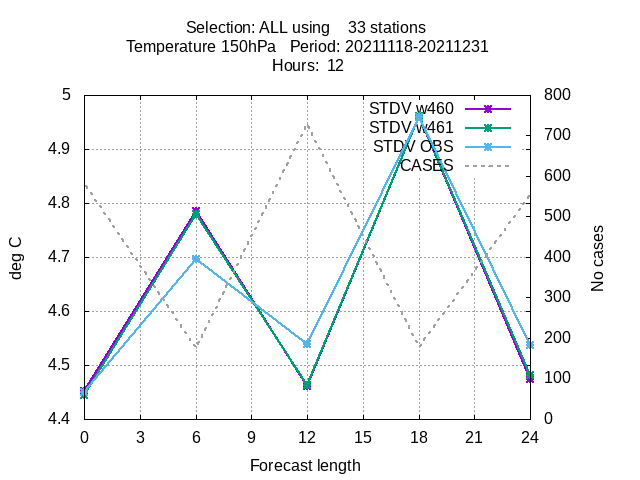 Selection: ALL using    33 stations
Temperature 150hPa   Period: 20211118-20211231
Hours:  12
5
4.9
4.8
4.7
4.6
4.5
4.4
deg C
0
3
6
9
12
15
18
21
24
Forecast length
STDV w460
STDV w461
STDV OBS
CASES
800
700
600
500
400
300
200
100
0
No cases